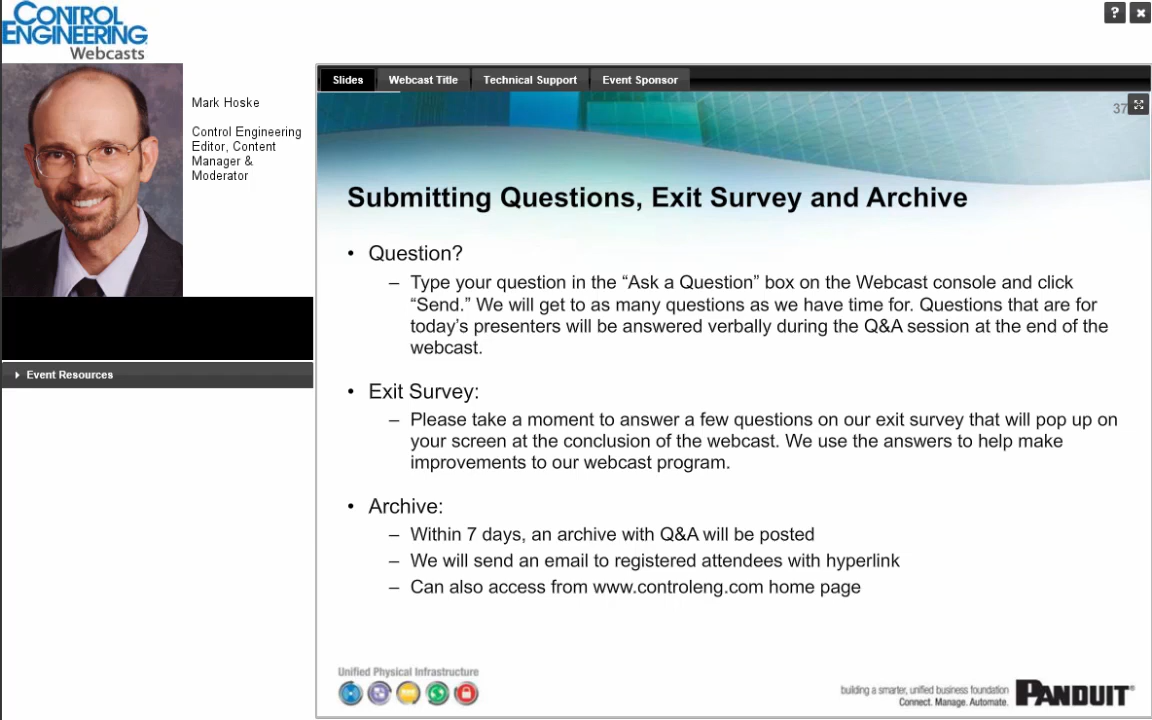 CONTROL
ENGINEERING
Webcasts
?
Mark Hoske
Control Engineering
Editor, Content
Manager &
Moderator
Event Resources
Slides
Webcast Title
Technical Support
Event Sponsor
37
Submitting Questions, Exit Survey and Archive
• Question?
– Type your question in the “Ask a Question” box on the Webcast console and click
“Send.” We will get to as many questions as we have time for. Questions that are for
today’s presenters will be answered verbally during the Q&A session at the end of the
webcast.
• Exit Survey:
– Please take a moment to answer a few questions on our exit survey that will pop up on
your screen at the conclusion of the webcast. We use the answers to help make
improvements to our webcast program.
• Archive:
– Within 7 days, an archive with Q&A will be posted
– We will send an email to registered attendees with hyperlink
– Can also access from www.controleng.com home page
Unified Physical Infrastructure
building a smarter, unified business foundation
Connect. Manage. Automate.
PANDUIT®